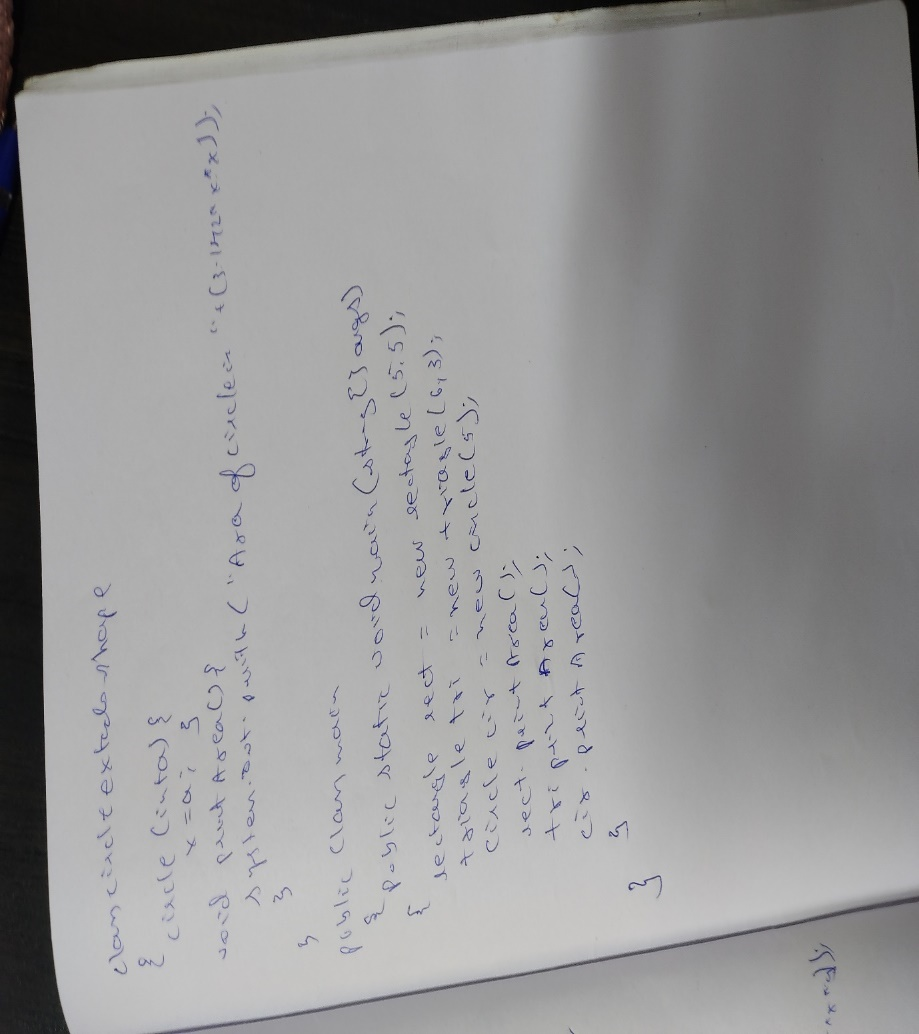 class circle extends shape
{ circle (int a) {
x = a; }
void print Area() {
system.out.println ("Area of circle is "+(3.142*x*x));
}
}
public class main
{ public static void main (string [] args)
{ rectangle rect = new rectangle (5,5);
triangle tri = new triangle (6,3);
circle cir = new circle (5);
rect. print Area();
tri print Area();
cir. print Area();
}
}